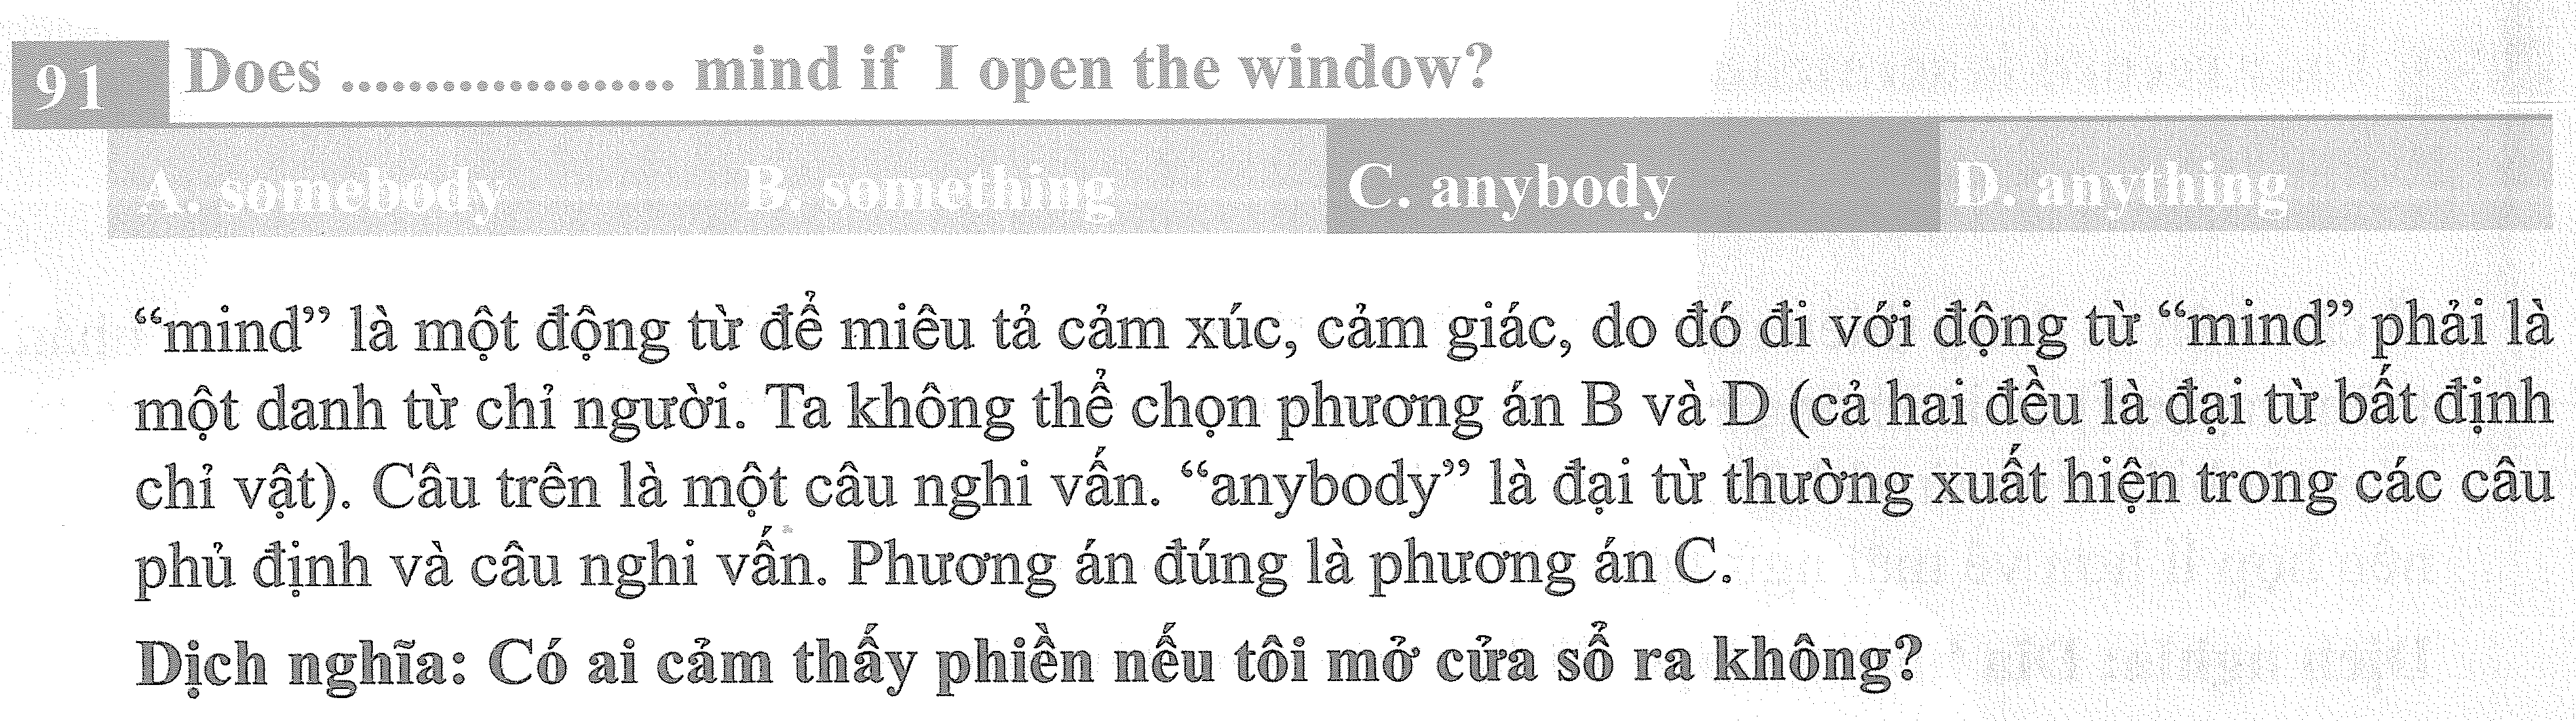 91 Does .................... mind if I open the window?
A. somebody B. something C. anybody D. anything
“mind” là một động từ để miêu tả cảm xúc, cảm giác, do đó đi với động từ “mind” phải là
một danh từ chỉ người. Ta không thể chọn phương án B và D (cả hai đều là đại từ bất định
chỉ vật). Câu trên là một câu nghi vấn. “anybody” là đại từ thường xuất hiện trong các câu
phủ định và câu nghi vấn. Phương án đúng là phương án C.
Dịch nghĩa: Có ai cảm thấy phiền nếu tôi mở cửa sổ ra không?